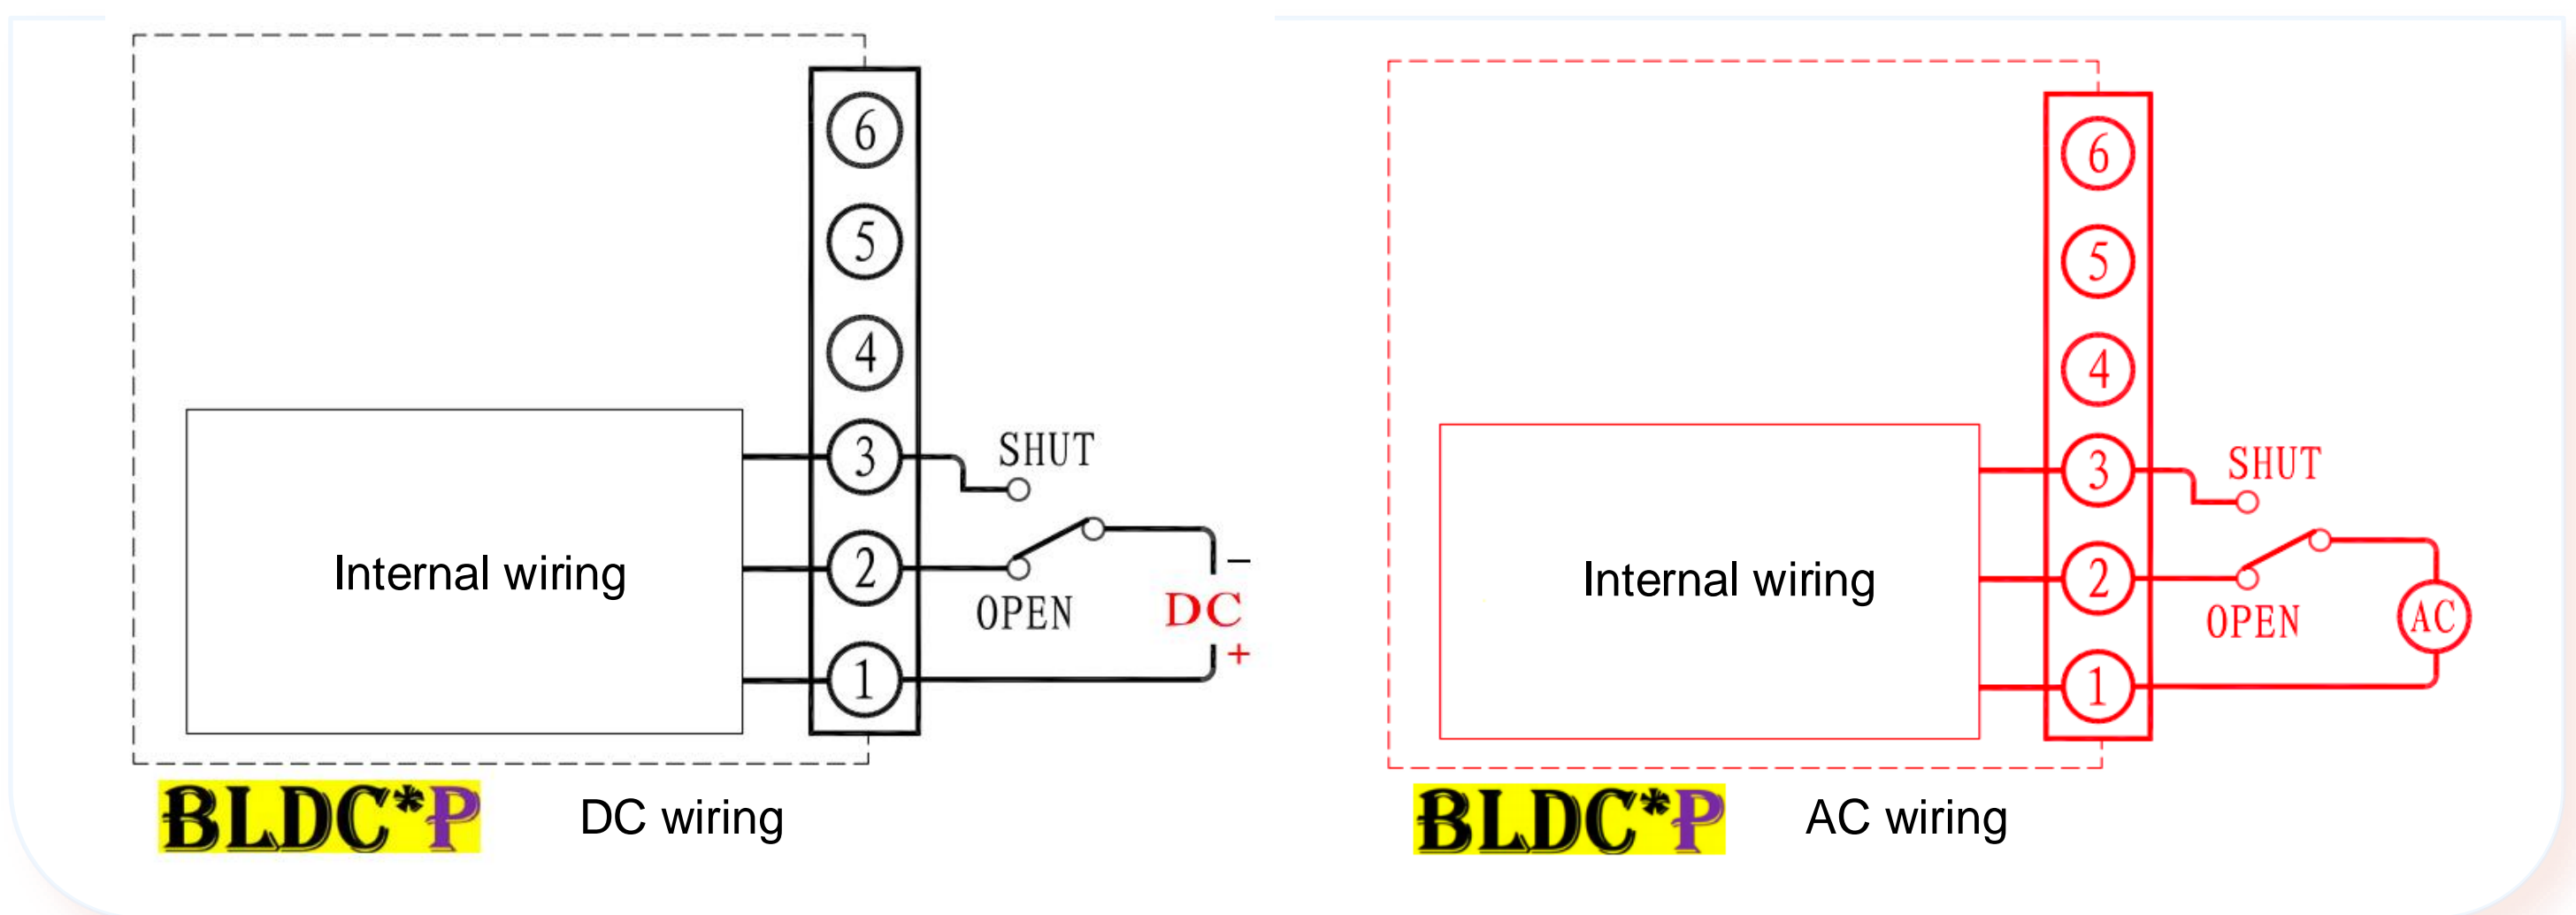 6
5
4
3
2
1
SHUT
OPEN
−
DC
+
Internal wiring
BLDC*P
DC wiring
6
5
4
3
2
1
SHUT
OPEN
AC
Internal wiring
BLDC*P
AC wiring